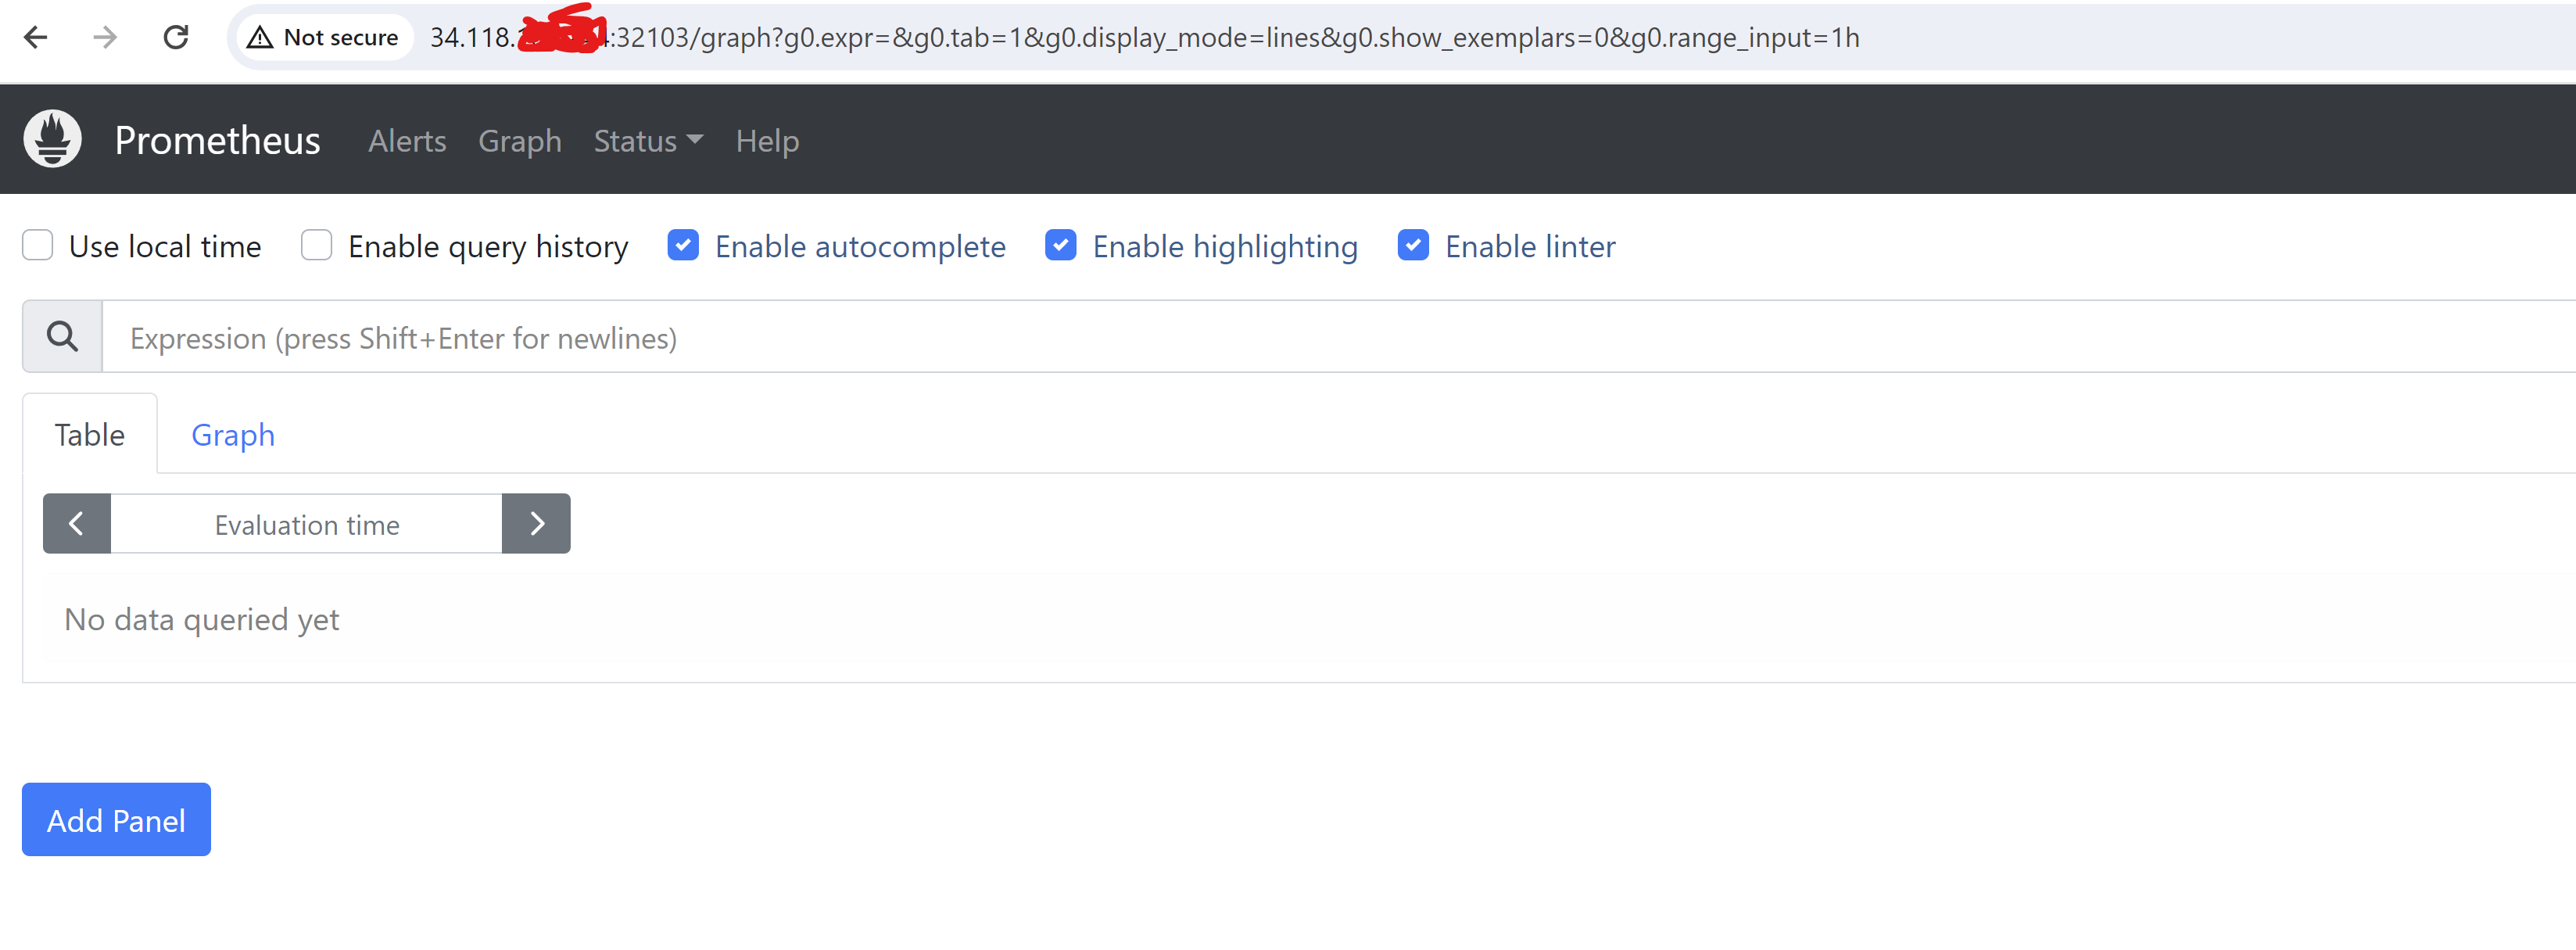 Not secure 34.118. :32103/graph?g0.expr=&g0.tab=1&g0.display_mode=lines&g0.show_exemplars=0&g0.range_input=1h
Prometheus Alerts Graph Status Help
Use local time Enable query history Enable autocomplete Enable highlighting Enable linter
Expression (press Shift+Enter for newlines)
Table Graph
Evaluation time
No data queried yet
Add Panel